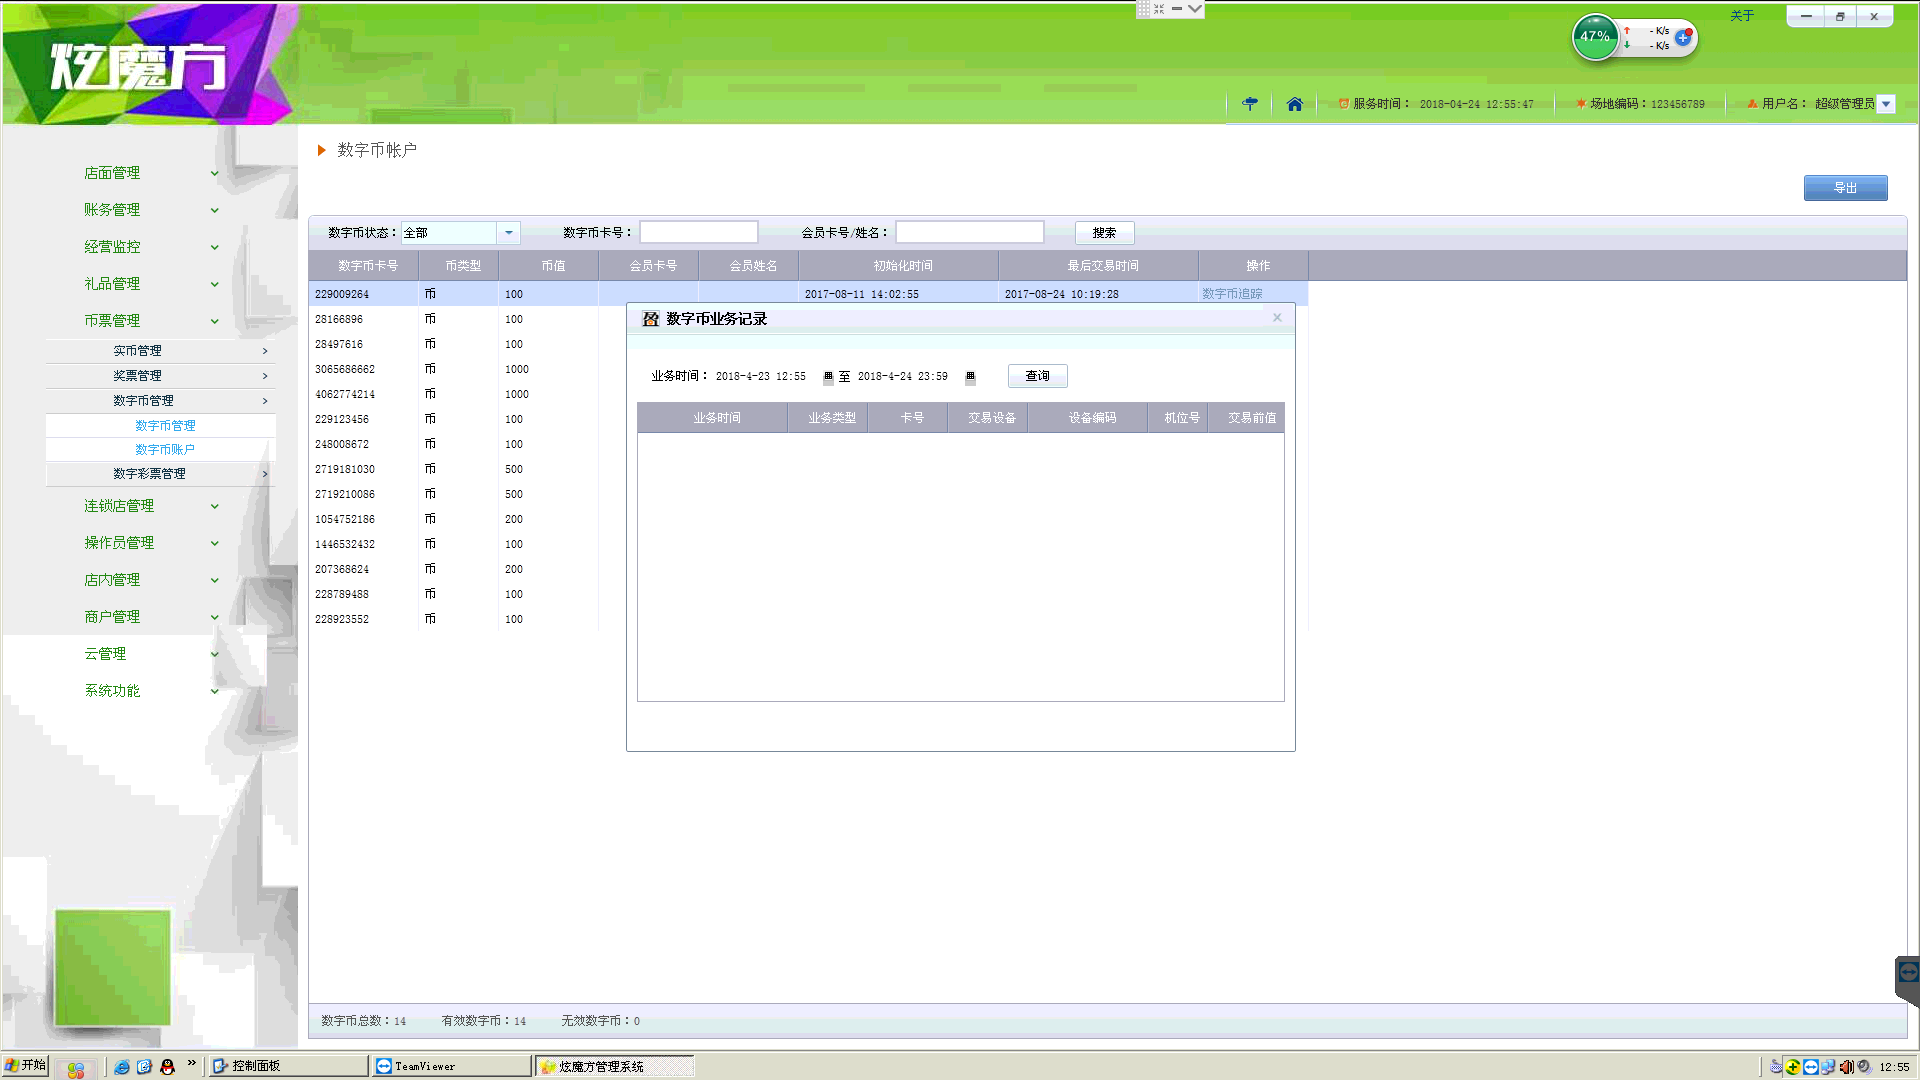 炫魔方
关于
47%
- K/s
- K/s
服务时间： 2018-04-24 12:55:47
场地编码：123456789
用户名： 超级管理员
店面管理
账务管理
经营监控
礼品管理
币票管理
实币管理
奖票管理
数字币管理
数字币管理
数字币账户
数字彩票管理
连锁店管理
操作员管理
店内管理
商户管理
云管理
系统功能
数字币帐户
导出
数字币状态： 全部 数字币卡号： 会员卡号/姓名： 搜索
数字币卡号 币类型 币值 会员卡号 会员姓名 初始化时间 最后交易时间 操作
229009264 币 100 2017-08-11 14:02:55 2017-08-24 10:19:28 数字币追踪
28166896 币 100
28497616 币 100
3065686662 币 1000
4062774214 币 1000
229123456 币 100
248008672 币 100
2719181030 币 500
2719210086 币 500
1054752186 币 200
1446532432 币 100
207368624 币 200
228789488 币 100
228923552 币 100
数字币业务记录
业务时间： 2018-4-23 12:55 至 2018-4-24 23:59 查询
业务时间 业务类型 卡号 交易设备 设备编码 机位号 交易前值
数字币总数：14 有效数字币：14 无效数字币：0
开始 控制面板 TeamViewer 炫魔方管理系统 12:55